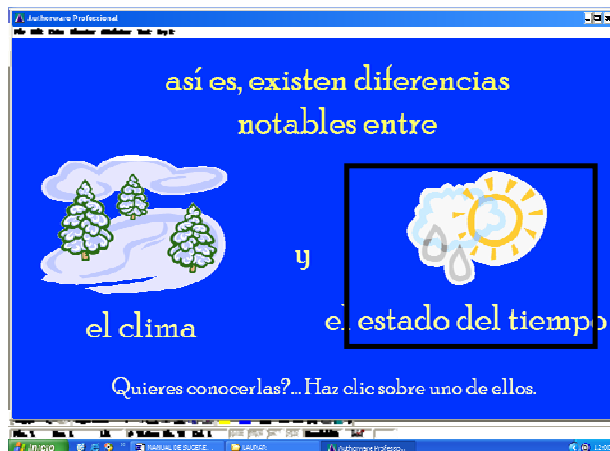 Authorware Professional
así es, existen diferencias
notables entre
y
el clima
el estado del tiempo
Quieres conocerlas?... Haz clic sobre uno de ellos.
Inicio